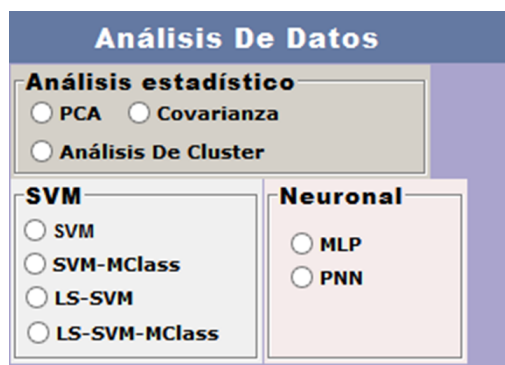 Análisis De Datos
Análisis estadístico
PCA Covarianza
Análisis De Cluster
SVM
SVM
SVM-MClass
LS-SVM
LS-SVM-MClass
Neuronal
MLP
PNN